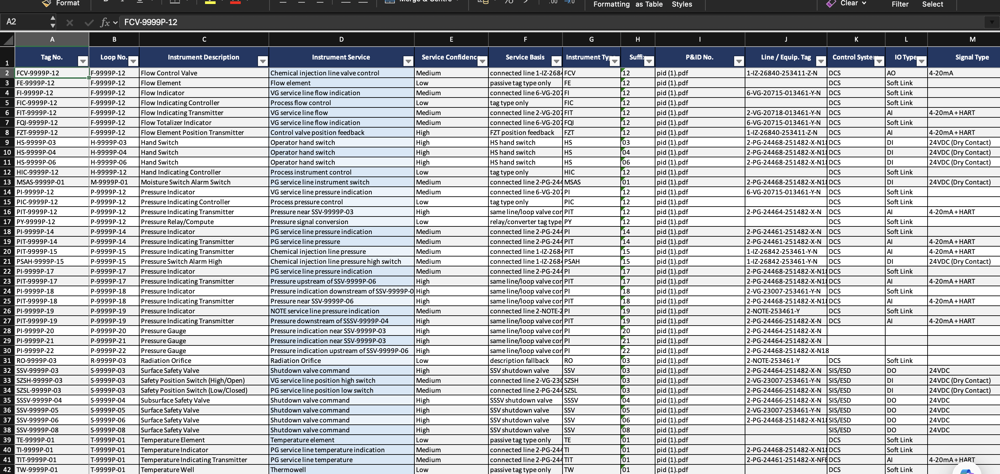 Format
Merge & Centre
Formatting as Table Styles
Clear
Filter
Select
A2 fx FCV-9999P-12
A B C D E F G H I J K L M
1 Tag No. Loop No. Instrument Description Instrument Service Service Confidenc Service Basis Instrument Typ Suffix P&ID No. Line / Equip. Tag Control System IO Type Signal Type
2 FCV-9999P-12 F-9999P-12 Flow Control Valve Chemical injection line valve control Medium connected line 1-IZ-2684 FCV 12 pid (1).pdf 1-IZ-26840-253411-Z-N DCS AO 4-20mA
3 FE-9999P-12 F-9999P-12 Flow Element Flow element Low passive tag type only FE 12 pid (1).pdf DCS Soft Link
4 FI-9999P-12 F-9999P-12 Flow Indicator VG service line flow indication Medium connected line 6-VG-207 FI 12 pid (1).pdf 6-VG-20715-013461-Y-N DCS Soft Link
5 FIC-9999P-12 F-9999P-12 Flow Indicating Controller Process flow control Low tag type only FIC 12 pid (1).pdf DCS Soft Link
6 FIT-9999P-12 F-9999P-12 Flow Indicating Transmitter VG service line flow Medium connected line 2-VG-207 FIT 12 pid (1).pdf 2-VG-20718-013461-Y-N DCS AI 4-20mA+HART
7 FQI-9999P-12 F-9999P-12 Flow Totalizer Indicator VG service line flow indication Medium connected line 6-VG-207 FQI 12 pid (1).pdf 6-VG-20715-013461-Y-N DCS Soft Link
8 FZT-9999P-12 F-9999P-12 Flow Element Position Transmitter Control valve position feedback High FZT position feedback FZT 12 pid (1).pdf 1-IZ-26840-253411-Z-N DCS AI 4-20mA+HART
9 HS-9999P-03 H-9999P-03 Hand Switch Operator hand switch High HS hand switch HS 03 pid (1).pdf 2-PG-24468-251482-X-N18 DCS DI 24VDC (Dry Contact)
10 HS-9999P-04 H-9999P-04 Hand Switch Operator hand switch High HS hand switch HS 04 pid (1).pdf 2-PG-24468-251482-X-N18 DCS DI 24VDC (Dry Contact)
11 HS-9999P-06 H-9999P-06 Hand Switch Operator hand switch High HS hand switch HS 06 pid (1).pdf 2-PG-24468-251482-X-N18 DCS DI 24VDC (Dry Contact)
12 HIC-9999P-12 H-9999P-12 Hand Indicating Controller Process instrument control Low tag type only HIC 12 pid (1).pdf DCS Soft Link
13 MSAS-9999P-01 M-9999P-01 Moisture Switch Alarm Switch PG service line instrument switch Medium connected line 2-PG-244 MSAS 01 pid (1).pdf 2-PG-24468-251482-X-N18 DCS DI 24VDC (Dry Contact)
14 PI-9999P-12 P-9999P-12 Pressure Indicator VG service line pressure indication Medium connected line 6-VG-207 PI 12 pid (1).pdf 6-VG-20715-013461-Y-N DCS Soft Link
15 PIC-9999P-12 P-9999P-12 Pressure Indicating Controller Process pressure control Low tag type only PIC 12 pid (1).pdf DCS Soft Link
16 PIT-9999P-12 P-9999P-12 Pressure Indicating Transmitter Pressure near SSV-9999P-03 High same line/loop valve cor PIT 12 pid (1).pdf 2-PG-24464-251482-X-N DCS AI 4-20mA+HART
17 PY-9999P-12 P-9999P-12 Pressure Relay/Compute Pressure signal conversion Low relay/converter tag type PY 12 pid (1).pdf DCS Soft Link
18 PI-9999P-14 P-9999P-14 Pressure Indicator PG service line pressure indication Medium connected line 2-PG-244 PI 14 pid (1).pdf 2-PG-24461-251482-X-N DCS Soft Link
19 PIT-9999P-14 P-9999P-14 Pressure Indicating Transmitter PG service line pressure Medium connected line 2-PG-244 PIT 14 pid (1).pdf 2-PG-24461-251482-X-N DCS AI 4-20mA+HART
20 PIT-9999P-15 P-9999P-15 Pressure Indicating Transmitter Chemical injection line pressure Medium connected line 1-IZ-2684 PIT 15 pid (1).pdf 1-IZ-26842-253461-Y-N DCS AI 4-20mA+HART
21 PSAH-9999P-15 P-9999P-15 Pressure Switch Alarm High Chemical injection line pressure high switch Medium connected line 1-IZ-2684 PSAH 15 pid (1).pdf 1-IZ-26842-253461-Y-N DCS DI 24VDC (Dry Contact)
22 PI-9999P-17 P-9999P-17 Pressure Indicator PG service line pressure indication Medium connected line 2-PG-244 PI 17 pid (1).pdf 2-PG-24468-251482-X-N18 DCS Soft Link
23 PIT-9999P-17 P-9999P-17 Pressure Indicating Transmitter Pressure upstream of SSV-9999P-06 High same line/loop valve cor PIT 17 pid (1).pdf 2-PG-24468-251482-X-N18 DCS AI 4-20mA+HART
24 PI-9999P-18 P-9999P-18 Pressure Indicator Pressure indication downstream of SSV-9999P-0 High same line/loop valve cor PI 18 pid (1).pdf 2-VG-23007-253461-Y-N DCS Soft Link
25 PIT-9999P-18 P-9999P-18 Pressure Indicating Transmitter Pressure near SSV-9999P-06 High same line/loop valve cor PIT 18 pid (1).pdf 2-PG-24468-251482-X-N18 DCS AI 4-20mA+HART
26 PI-9999P-19 P-9999P-19 Pressure Indicator NOTE service line pressure indication Medium connected line 2-NOTE-2 PI 19 pid (1).pdf 2-NOTE-253461-Y DCS Soft Link
27 PIT-9999P-19 P-9999P-19 Pressure Indicating Transmitter Pressure downstream of SSSV-9999P-04 High same line/loop valve cor PIT 19 pid (1).pdf 2-PG-24466-251482-X-N DCS AI 4-20mA+HART
28 PI-9999P-20 P-9999P-20 Pressure Gauge Pressure indication near SSV-9999P-03 High same line/loop valve cor PI 20 pid (1).pdf 2-PG-24464-251482-X-N
29 PI-9999P-21 P-9999P-21 Pressure Gauge Pressure indication near SSV-9999P-03 High same line/loop valve cor PI 21 pid (1).pdf 2-PG-24464-251482-X-N
30 PI-9999P-22 P-9999P-22 Pressure Gauge Pressure indication upstream of SSV-9999P-06 High same line/loop valve cor PI 22 pid (1).pdf 2-PG-24468-251482-X-N18
31 RO-9999P-03 R-9999P-03 Radiation Orifice Radiation Orifice Low description fallback RO 03 pid (1).pdf 2-NOTE-253461-Y DCS Soft Link
32 SSV-9999P-03 S-9999P-03 Surface Safety Valve Shutdown valve command High SSV shutdown valve SSV 03 pid (1).pdf 2-PG-24464-251482-X-N SIS/ESD DO 24VDC
33 SZSH-9999P-03 S-9999P-03 Safety Position Switch (High/Open) VG service line position high switch Medium connected line 2-VG-230 SZSH 03 pid (1).pdf 2-VG-23007-253461-Y-N SIS/ESD DI 24VDC (Dry Contact)
34 SZSL-9999P-03 S-9999P-03 Safety Position Switch (Low/Closed) PG service line position low switch Medium connected line 2-PG-244 SZSL 03 pid (1).pdf 2-PG-24466-251482-X-N SIS/ESD DI 24VDC (Dry Contact)
35 SSSV-9999P-04 S-9999P-04 Subsurface Safety Valve Shutdown valve command High SSSV shutdown valve SSSV 04 pid (1).pdf 2-PG-24466-251482-X-N SIS/ESD DO 24VDC
36 SSV-9999P-05 S-9999P-05 Surface Safety Valve Shutdown valve command High SSV shutdown valve SSV 05 pid (1).pdf 2-VG-23007-253461-Y-N SIS/ESD DO 24VDC
37 SSV-9999P-06 S-9999P-06 Surface Safety Valve Shutdown valve command High SSV shutdown valve SSV 06 pid (1).pdf 2-PG-24468-251482-X-N18 SIS/ESD DO 24VDC
38 SSV-9999P-08 S-9999P-08 Surface Safety Valve Shutdown valve command High SSV shutdown valve SSV 08 pid (1).pdf SIS/ESD DO 24VDC
39 TE-9999P-01 T-9999P-01 Temperature Element Temperature element Low passive tag type only TE 01 pid (1).pdf DCS Soft Link
40 TI-9999P-01 T-9999P-01 Temperature Indicator PG service line temperature indication Medium connected line 2-PG-244 TI 01 pid (1).pdf 2-PG-24468-251482-X-N18 DCS Soft Link
41 TIT-9999P-01 T-9999P-01 Temperature Indicating Transmitter PG service line temperature Medium connected line 2-PG-244 TIT 01 pid (1).pdf 2-PG-24461-251482-X-NFE DCS AI 4-20mA+HART
42 TW-9999P-01 T-9999P-01 Temperature Well Thermowell Low passive tag type only TW 01 pid (1).pdf DCS Soft Link